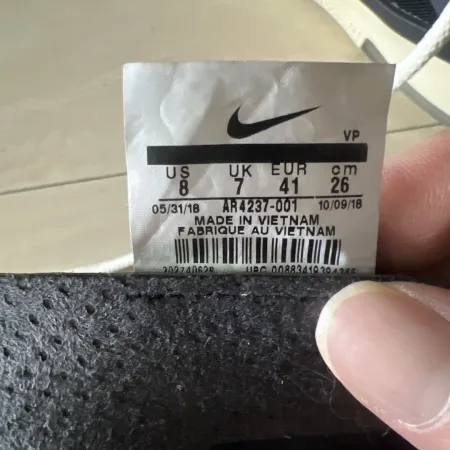 VP
US UK EUR cm
8 7 41 26
05/31/18 AR4237-001 10/09/18
MADE IN VIETNAM
FABRIQUE AU VIETNAM
UPC